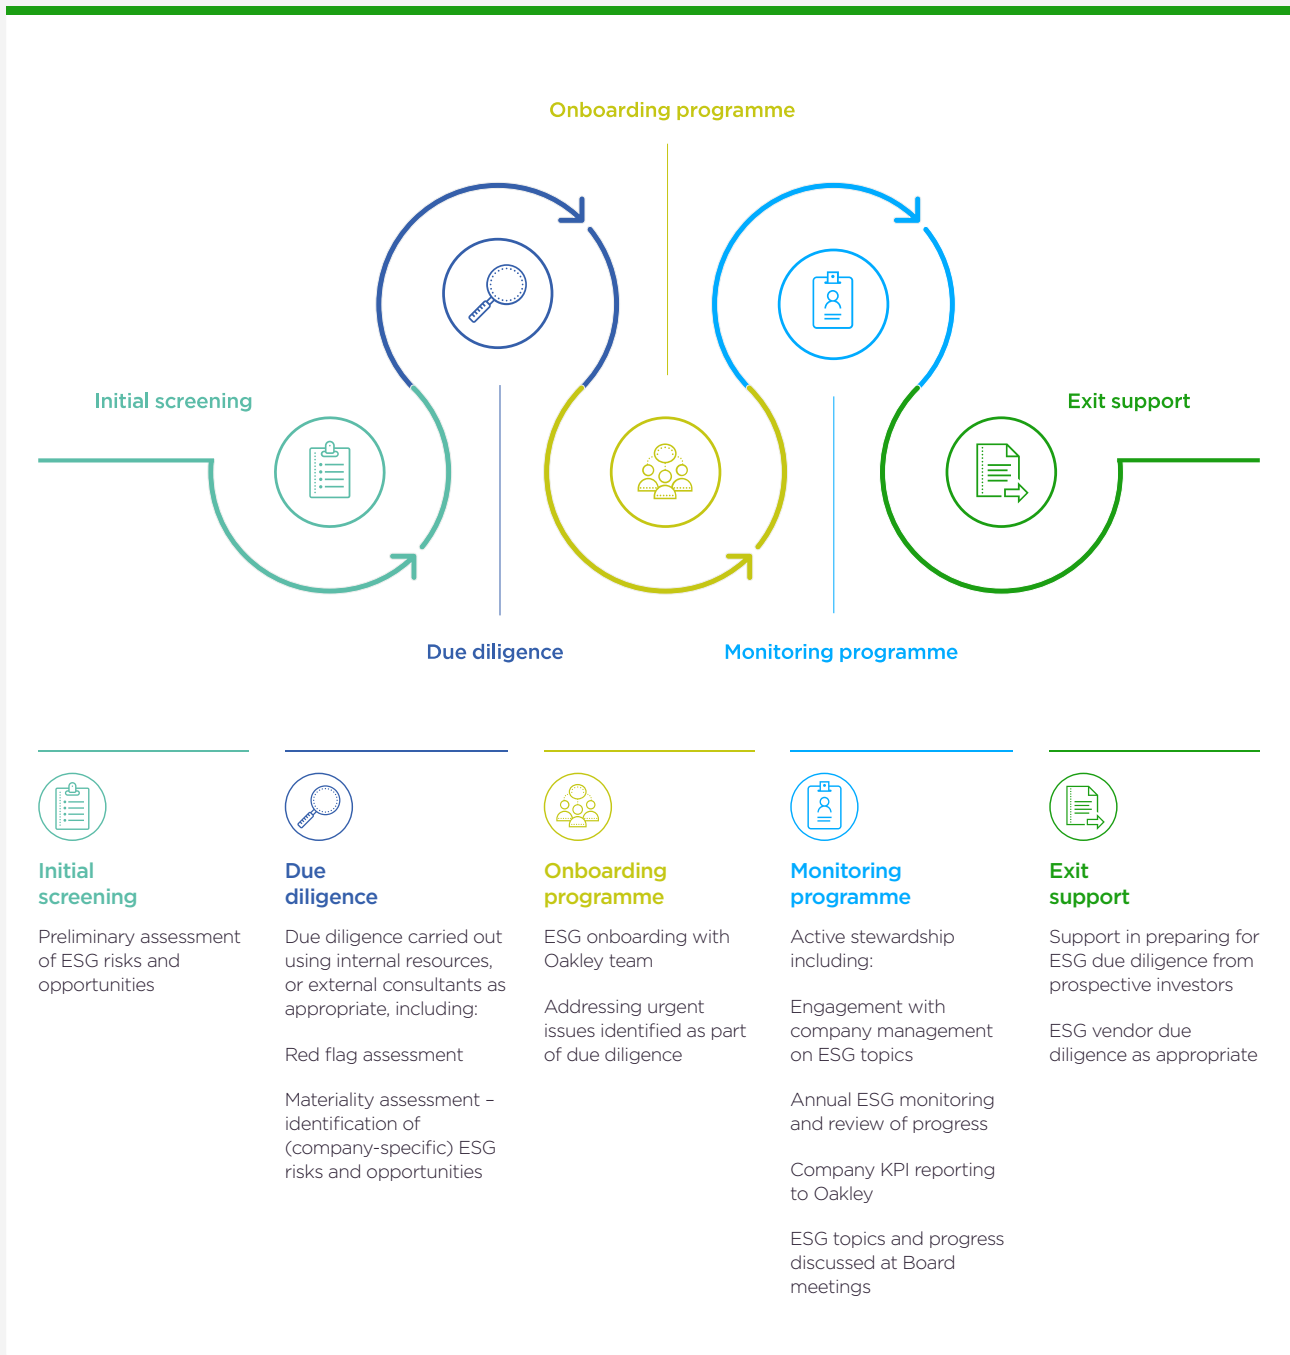 Onboarding programme
Initial screening
Exit support
Due diligence
Monitoring programme
Initial
screening
Preliminary assessment
of ESG risks and
opportunities
Due
diligence
Due diligence carried out
using internal resources,
or external consultants as
appropriate, including:
Red flag assessment
Materiality assessment –
identification of
(company-specific) ESG
risks and opportunities
Onboarding
programme
ESG onboarding with
Oakley team
Addressing urgent
issues identified as part
of due diligence
Monitoring
programme
Active stewardship
including:
Engagement with
company management
on ESG topics
Annual ESG monitoring
and review of progress
Company KPI reporting
to Oakley
ESG topics and progress
discussed at Board
meetings
Exit
support
Support in preparing for
ESG due diligence from
prospective investors
ESG vendor due
diligence as appropriate